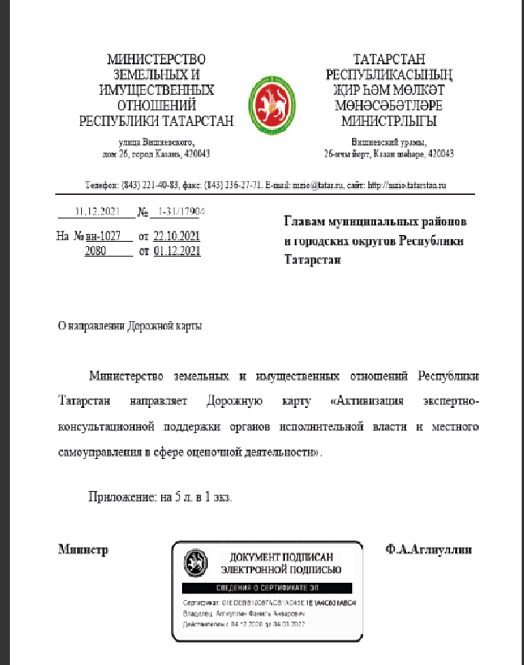 МИНИСТЕРСТВО
ЗЕМЕЛЬНЫХ И
ИМУЩЕСТВЕННЫХ
ОТНОШЕНИЙ
РЕСПУБЛИКИ ТАТАРСТАН
улица Вишневского,
дом 26, город Казань, 420043
ТАТАРСТАН
РЕСПУБЛИКАСЫНЫҢ
ҖИР ҺӘМ МӨЛКӘТ
МӨНӘСӘБӘТЛӘРЕ
МИНИСТРЛЫГЫ
Вишневский урамы,
26-нчы йорт, Казан шәһәре, 420043
Телефон: (843) 221-40-83, факс: (843) 236-27-71. E-mail: mzio@tatar.ru, сайт: http://mzio.tatarstan.ru
11.12.2021 № 1-31/17904
На № вн-1027 от 22.10.2021
2080 от 01.12.2021
Главам муниципальных районов
и городских округов Республики
Татарстан
О направлении Дорожной карты
Министерство земельных и имущественных отношений Республики
Татарстан направляет Дорожную карту «Активизация экспертно-
консультационной поддержки органов исполнительной власти и местного
самоуправления в сфере оценочной деятельности».
Приложение: на 5 л. в 1 экз.
Министр
Ф.А.Аглиуллин
ДОКУМЕНТ ПОДПИСАН
ЭЛЕКТРОННОЙ ПОДПИСЬЮ
СВЕДЕНИЯ О СЕРТИФИКАТЕ ЭП
Сертификат:
Владелец: Аглиуллин Фаниль Анварович
Действителен с 04.12.2020 до 04.03.2022